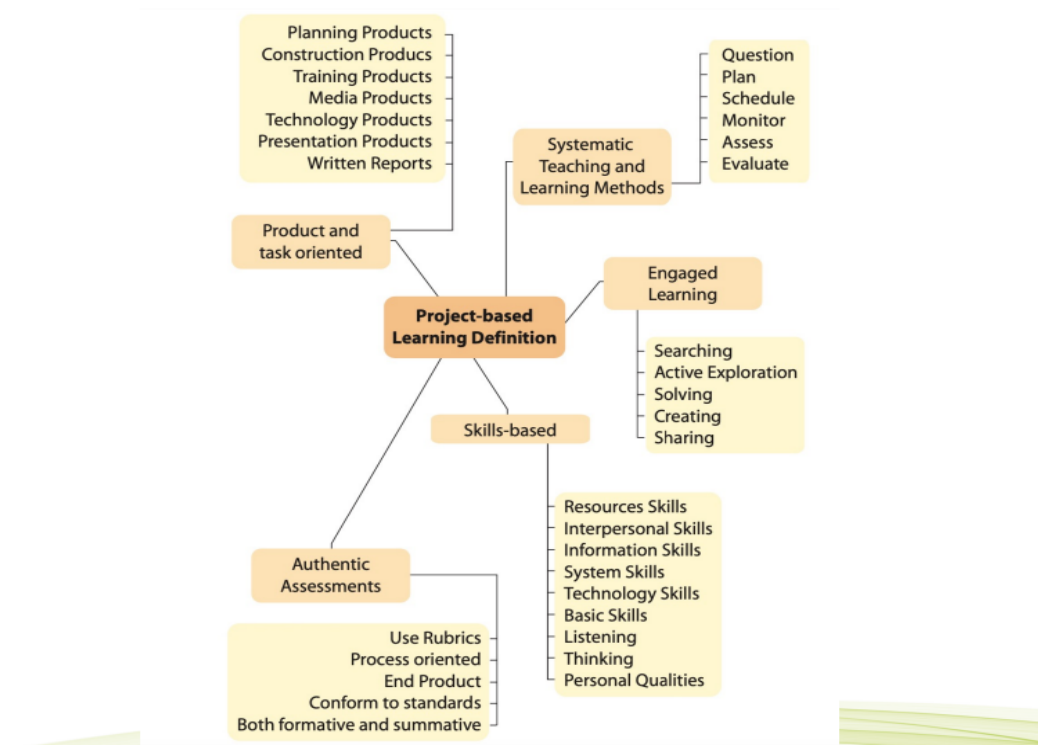 Planning Products
Construction Producs
Training Products
Media Products
Technology Products
Presentation Products
Written Reports
Product and
task oriented
Systematic
Teaching and
Learning Methods
Question
Plan
Schedule
Monitor
Assess
Evaluate
Engaged
Learning
Searching
Active Exploration
Solving
Creating
Sharing
Project-based
Learning Definition
Skills-based
Resources Skills
Interpersonal Skills
Information Skills
System Skills
Technology Skills
Basic Skills
Listening
Thinking
Personal Qualities
Authentic
Assessments
Use Rubrics
Process oriented
End Product
Conform to standards
Both formative and summative